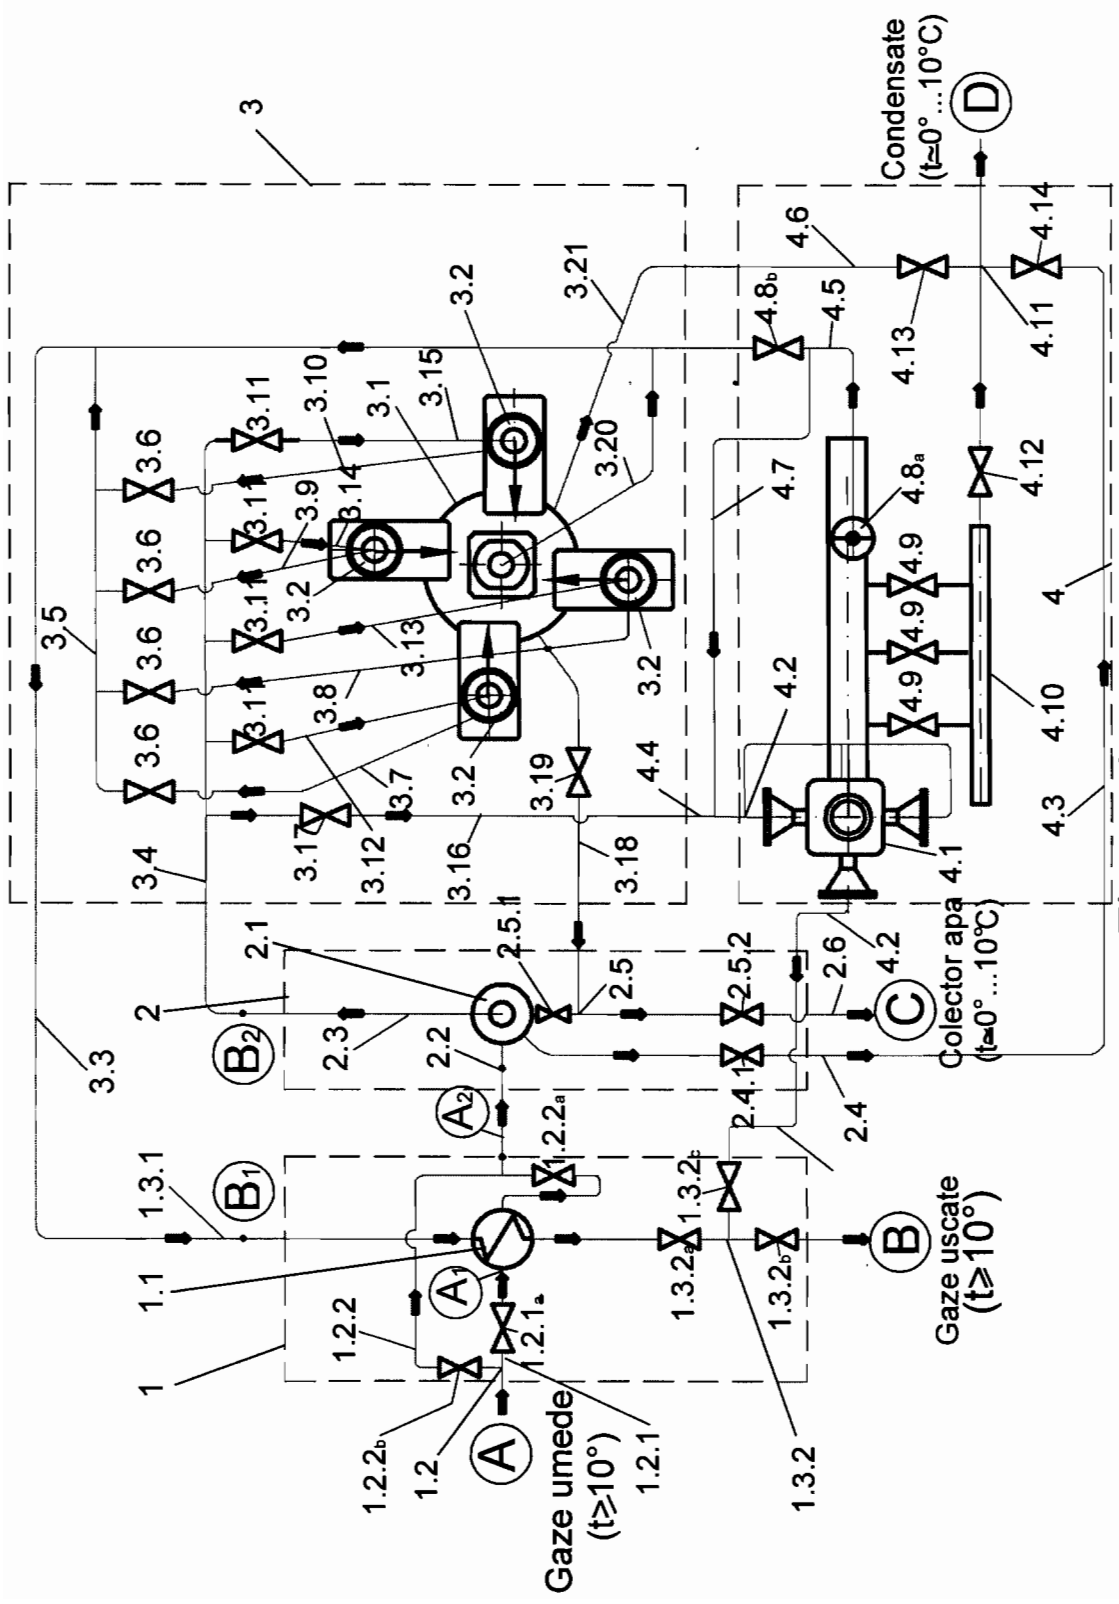 3
3.3
B₁
1.3.1
1.1
1
1.2.2
1.2.2b
1.2
A
Gaze umede
(t⩾10°)
1.2.1
1.2.1a
A₁
A₂
1.2.2a
1.3.2a
1.3.2b
1.3.2c
1.3.2
B
Gaze uscate
(t⩾10°)
B₂
2
2.1
2.3
2.2
2.5.1
2.5
2.5.2
2.6
2.4.1
2.4
C
Colector apa
(t≃0°...10°C)
3.4
3.5
3.6
3.6
3.6
3.6
3.11
3.11
3.11
3.11
3.17
3.12
3.7
3.8
3.13
3.2
3.9
3.14
3.10
3.15
3.1
3.2
3.2
3.2
3.16
3.18
3.19
3.20
3.21
4.4
4.7
4.2
4.2
4.1
4.3
4.9
4.9
4.9
4.10
4
4.8a
4.8b
4.5
4.6
4.12
4.13
4.11
4.14
Condensate
(t≃0°...10°C)
D